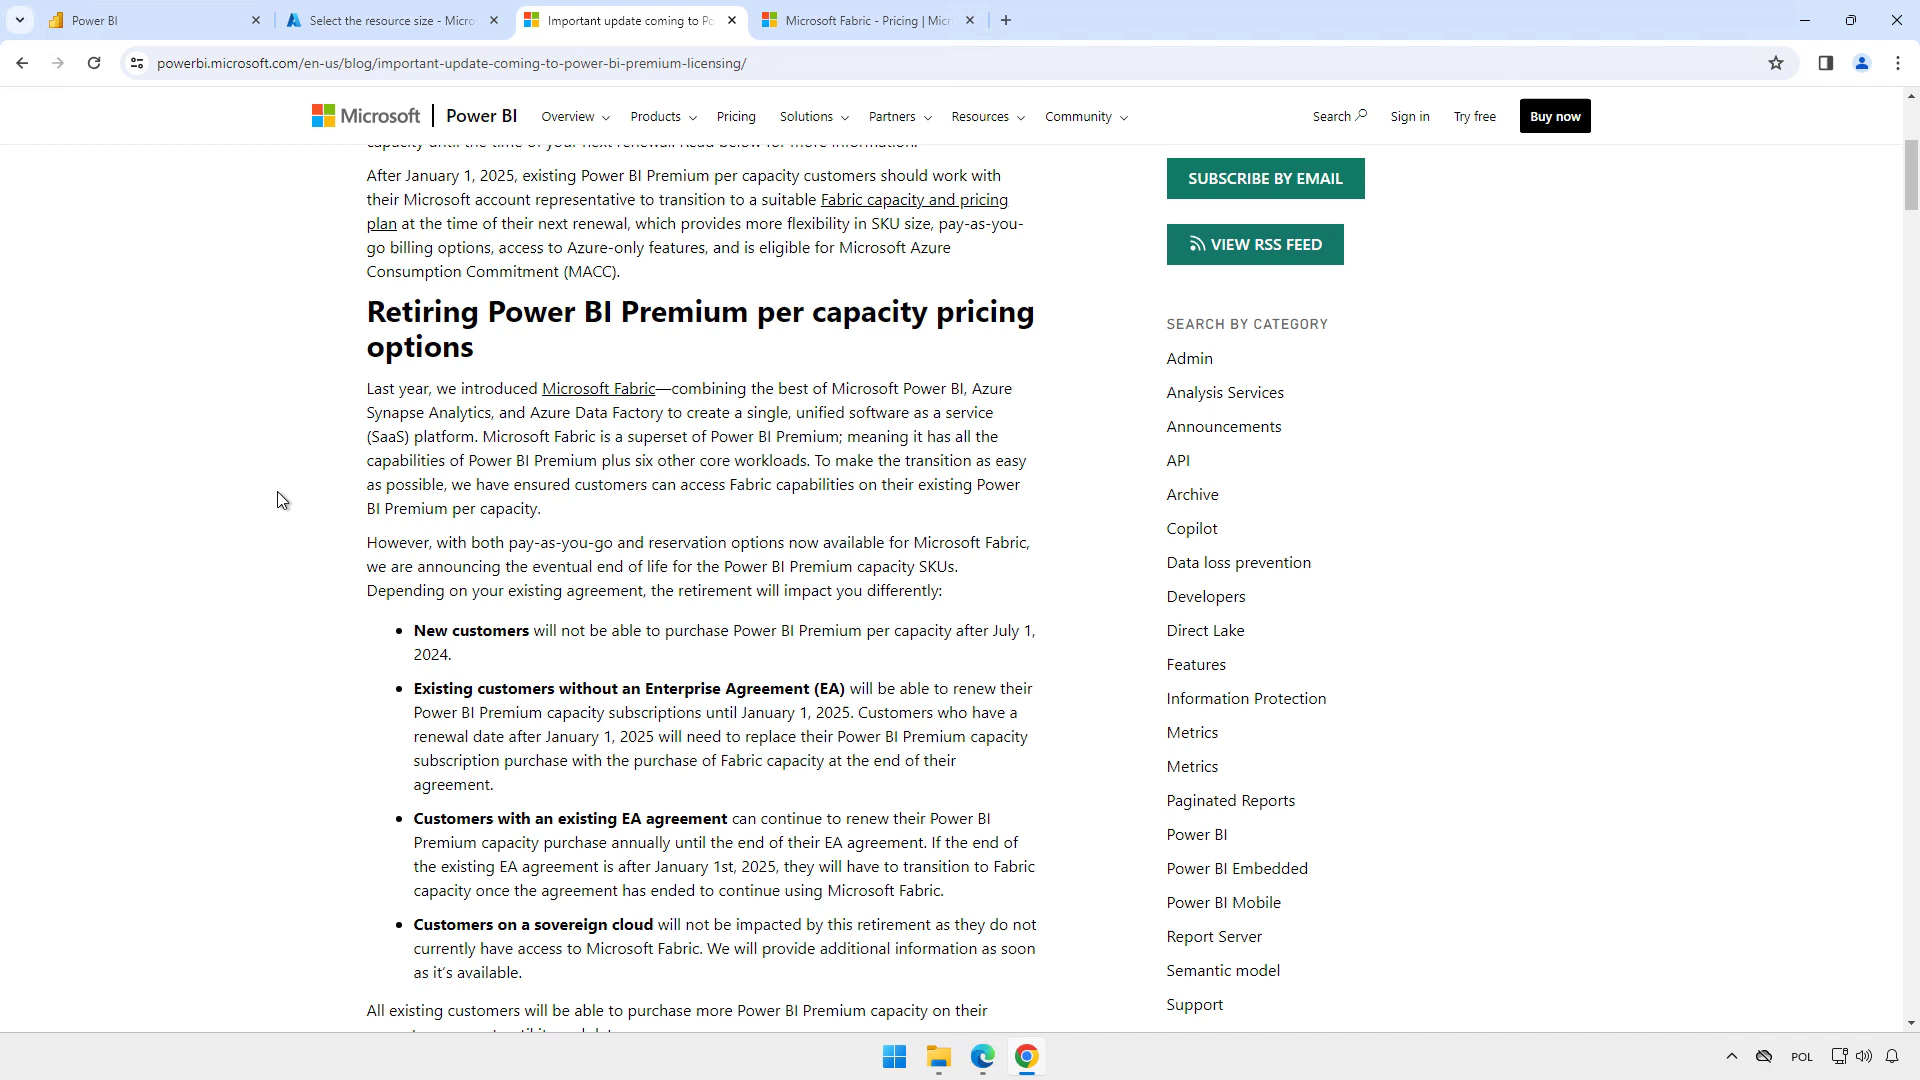 Power BI
Select the resource size - Micro
Important update coming to Po
Microsoft Fabric - Pricing | Micr
powerbi.microsoft.com/en-us/blog/important-update-coming-to-power-bi-premium-licensing/
Microsoft
Power BI
Overview
Products
Pricing
Solutions
Partners
Resources
Community
Search
Sign in
Try free
Buy now
capacity until the time of your next renewal. Read below for more information.
After January 1, 2025, existing Power BI Premium per capacity customers should work with
their Microsoft account representative to transition to a suitable Fabric capacity and pricing
plan at the time of their next renewal, which provides more flexibility in SKU size, pay-as-you-
go billing options, access to Azure-only features, and is eligible for Microsoft Azure
Consumption Commitment (MACC).
Retiring Power BI Premium per capacity pricing
options
Last year, we introduced Microsoft Fabric—combining the best of Microsoft Power BI, Azure
Synapse Analytics, and Azure Data Factory to create a single, unified software as a service
(SaaS) platform. Microsoft Fabric is a superset of Power BI Premium; meaning it has all the
capabilities of Power BI Premium plus six other core workloads. To make the transition as easy
as possible, we have ensured customers can access Fabric capabilities on their existing Power
BI Premium per capacity.
However, with both pay-as-you-go and reservation options now available for Microsoft Fabric,
we are announcing the eventual end of life for the Power BI Premium capacity SKUs.
Depending on your existing agreement, the retirement will impact you differently:
• New customers will not be able to purchase Power BI Premium per capacity after July 1,
2024.
• Existing customers without an Enterprise Agreement (EA) will be able to renew their
Power BI Premium capacity subscriptions until January 1, 2025. Customers who have a
renewal date after January 1, 2025 will need to replace their Power BI Premium capacity
subscription purchase with the purchase of Fabric capacity at the end of their
agreement.
• Customers with an existing EA agreement can continue to renew their Power BI
Premium capacity purchase annually until the end of their EA agreement. If the end of
the existing EA agreement is after January 1st, 2025, they will have to transition to Fabric
capacity once the agreement has ended to continue using Microsoft Fabric.
• Customers on a sovereign cloud will not be impacted by this retirement as they do not
currently have access to Microsoft Fabric. We will provide additional information as soon
as it's available.
All existing customers will be able to purchase more Power BI Premium capacity on their
SUBSCRIBE BY EMAIL
VIEW RSS FEED
SEARCH BY CATEGORY
Admin
Analysis Services
Announcements
API
Archive
Copilot
Data loss prevention
Developers
Direct Lake
Features
Information Protection
Metrics
Metrics
Paginated Reports
Power BI
Power BI Embedded
Power BI Mobile
Report Server
Semantic model
Support
POL